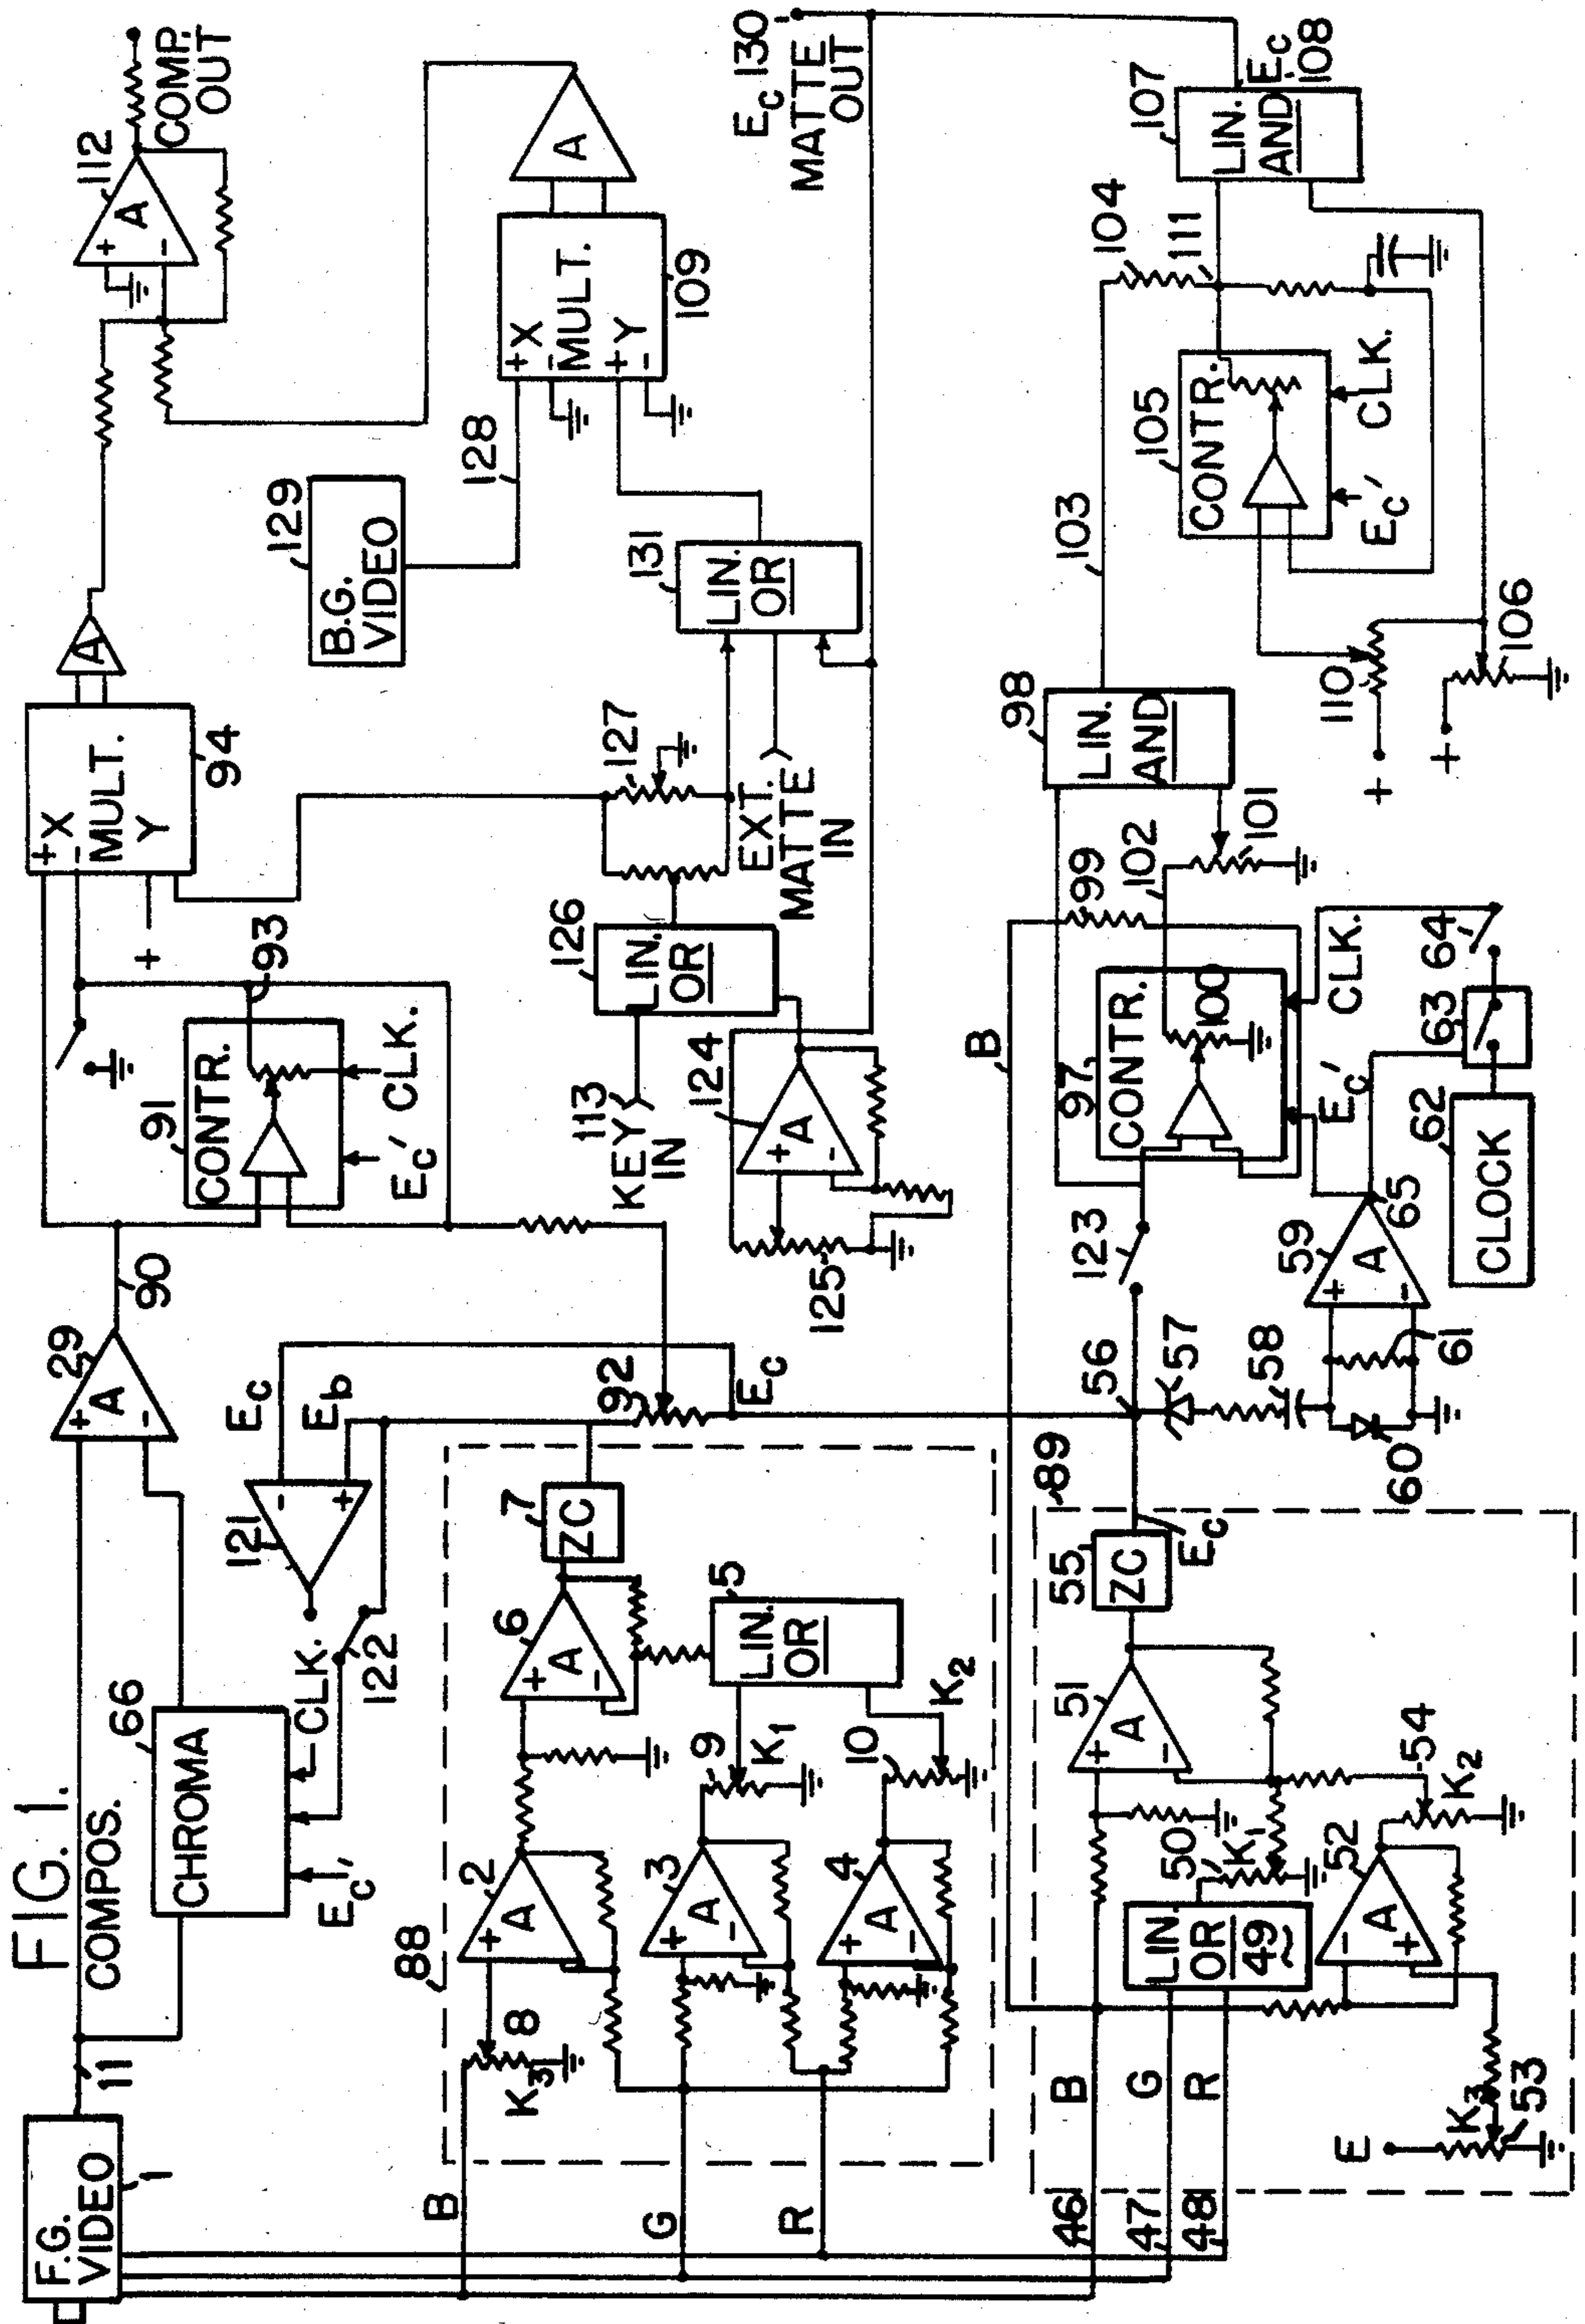 FIG. 1.
F.G. VIDEO
1
11
COMPOS.
CHROMA
66
Ec'
CLK.
122
121
-
+
Ec
Eb
29
+
A
-
90
91
CONTR.
Ec'
CLK.
93
+
X
-
MULT.
Y
+
94
A
112
+
A
-
COMP. OUT
B
G
R
88
K3
8
2
+
A
3
+
A
-
4
+
A
-
9
K1
10
K2
5
LIN. OR
6
+
A
-
7
ZC
92
Ec
113
KEY IN
124
+
A
-
125
126
LIN. OR
127
EXT. MATTE IN
129
B.G. VIDEO
128
131
LIN. OR
+
X
-
MULT.
+
Y
-
109
A
Ec 130
MATTE OUT
46
47
48
B
G
R
E
K3
53
LIN. OR
49
50
K1
52
-
A
+
54
K2
51
+
A
-
55
ZC
Ec
89
B
56
57
58
60
61
59
+
A
-
65
62
CLOCK
63
64
CLK.
Ec'
123
97
CONTR.
100
99
102
101
98
LIN. AND
103
104
111
105
CONTR.
Ec'
CLK.
110
+
+
106
107
LIN. AND
Ec
108